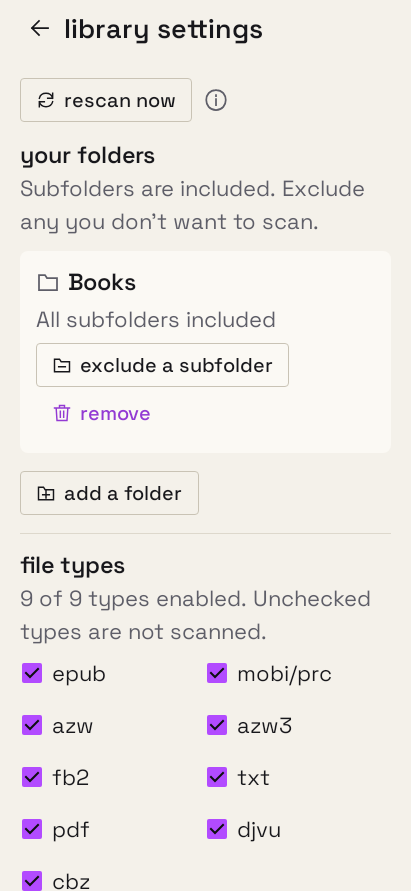 library settings
rescan now
your folders
Subfolders are included. Exclude
any you don’t want to scan.
Books
All subfolders included
exclude a subfolder
remove
add a folder
file types
9 of 9 types enabled. Unchecked
types are not scanned.
epub mobi/prc
azw azw3
fb2 txt
pdf djvu
cbz